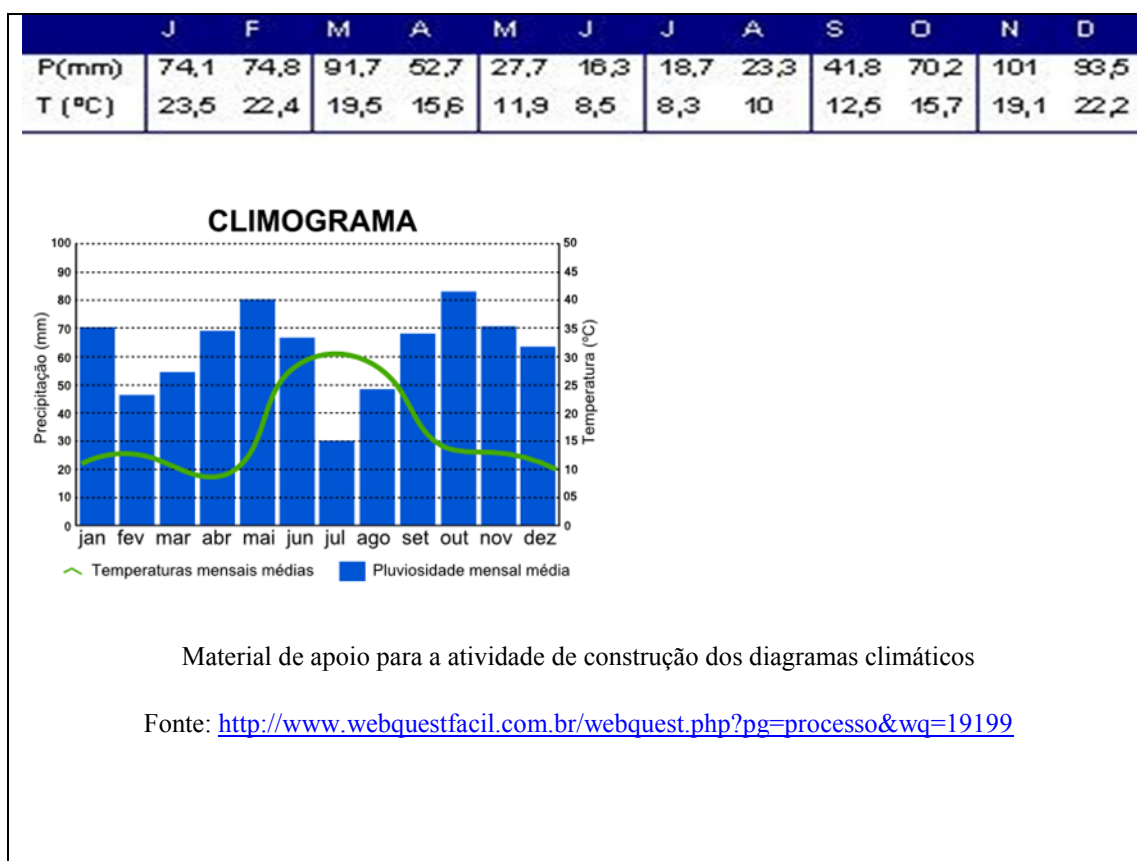 J F M A M J J A S O N D
P(mm) 74,1 74,8 91,7 52,7 27,7 16,3 18,7 23,3 41,8 70,2 101 93,5
T (ºC) 23,5 22,4 19,5 15,6 11,9 8,5 8,3 10 12,5 15,7 19,1 22,2
CLIMOGRAMA
Precipitação (mm)
100
90
80
70
60
50
40
30
20
10
0
50
45
40
35
30
25
20
15
10
05
0
Temperatura (ºC)
jan fev mar abr mai jun jul ago set out nov dez
Temperaturas mensais médias Pluviosidade mensal média
Material de apoio para a atividade de construção dos diagramas climáticos
Fonte: http://www.webquestfacil.com.br/webquest.php?pg=processo&wq=19199